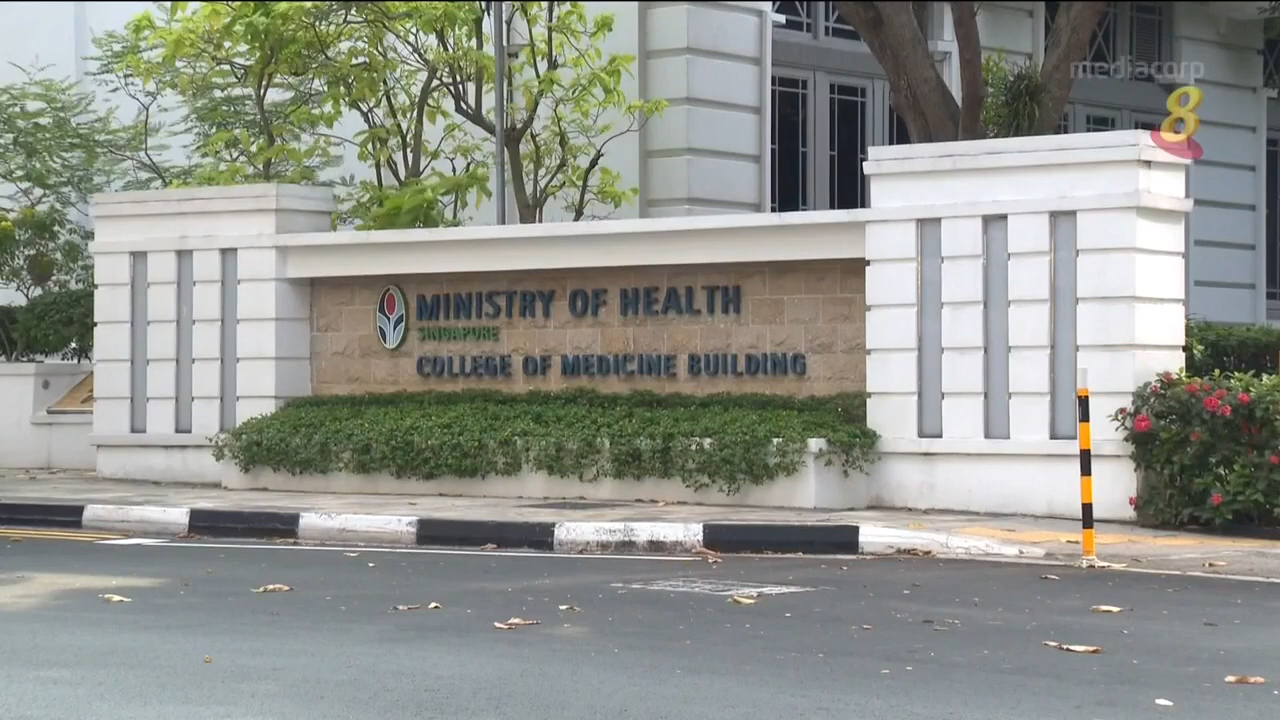 mediacorp
8
MINISTRY OF HEALTH
SINGAPORE
COLLEGE OF MEDICINE BUILDING